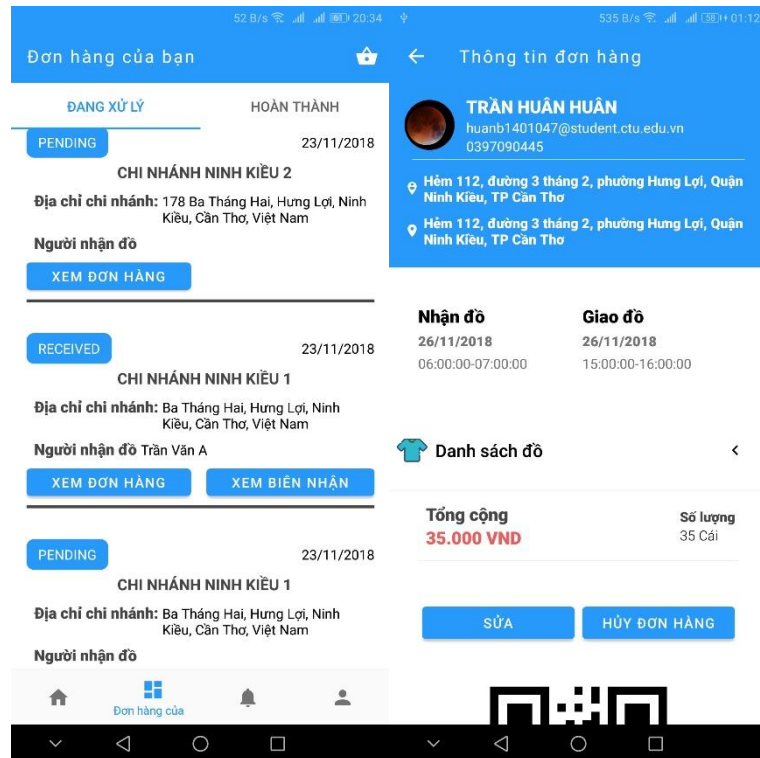 52 B/s 20:34
Đơn hàng của bạn
ĐANG XỬ LÝ HOÀN THÀNH
PENDING 23/11/2018
CHI NHÁNH NINH KIỀU 2
Địa chỉ chi nhánh: 178 Ba Tháng Hai, Hưng Lợi, Ninh
Kiều, Cần Thơ, Việt Nam
Người nhận đồ
XEM ĐƠN HÀNG
RECEIVED 23/11/2018
CHI NHÁNH NINH KIỀU 1
Địa chỉ chi nhánh: Ba Tháng Hai, Hưng Lợi, Ninh
Kiều, Cần Thơ, Việt Nam
Người nhận đồ Trần Văn A
XEM ĐƠN HÀNG XEM BIÊN NHẬN
PENDING 23/11/2018
CHI NHÁNH NINH KIỀU 1
Địa chỉ chi nhánh: Ba Tháng Hai, Hưng Lợi, Ninh
Kiều, Cần Thơ, Việt Nam
Người nhận đồ
Đơn hàng của
535 B/s 58 01:12
Thông tin đơn hàng
TRẦN HUÂN HUÂN
huanb1401047@student.ctu.edu.vn
0397090445
Hẻm 112, đường 3 tháng 2, phường Hưng Lợi, Quận
Ninh Kiều, TP Cần Thơ
Hẻm 112, đường 3 tháng 2, phường Hưng Lợi, Quận
Ninh Kiều, TP Cần Thơ
Nhận đồ Giao đồ
26/11/2018 26/11/2018
06:00:00-07:00:00 15:00:00-16:00:00
Danh sách đồ
Tổng cộng Số lượng
35.000 VND 35 Cái
SỬA HỦY ĐƠN HÀNG